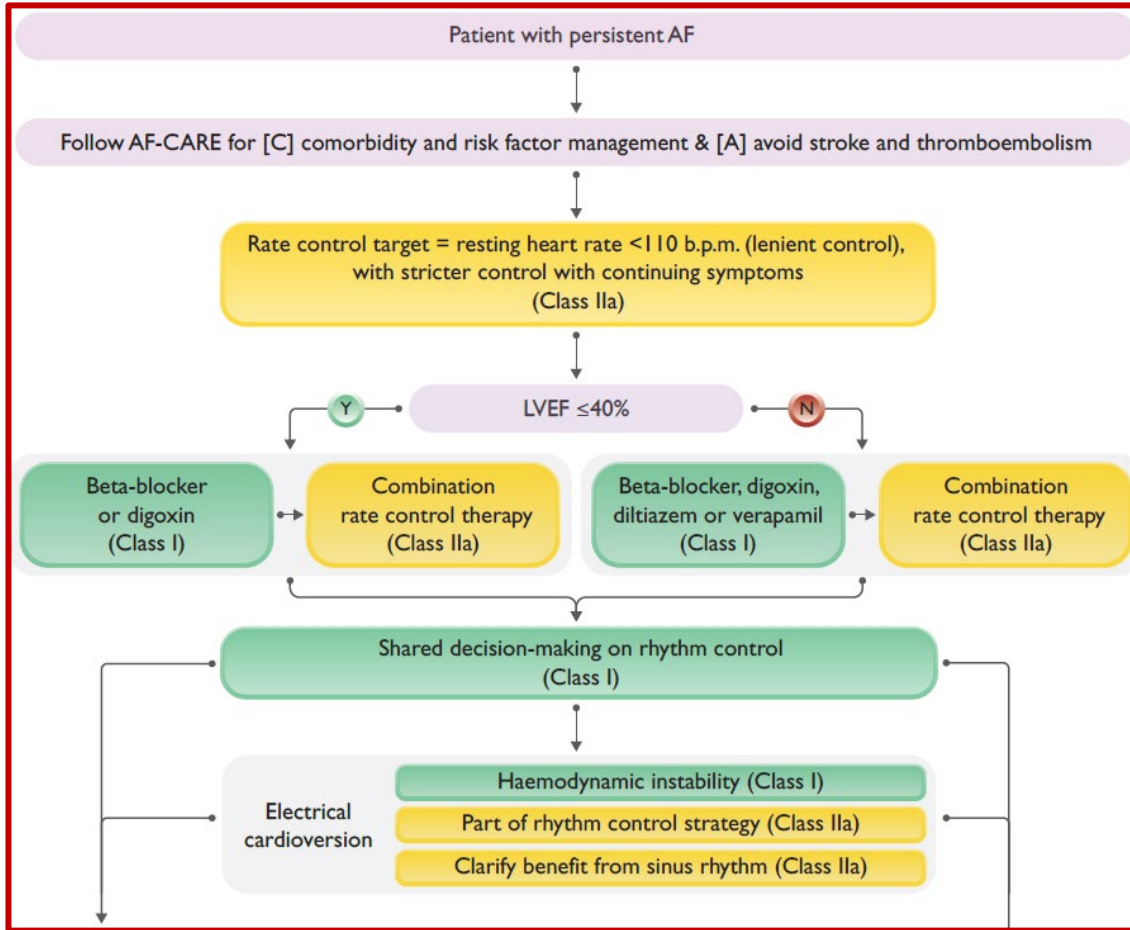 Patient with persistent AF
Follow AF-CARE for [C] comorbidity and risk factor management & [A] avoid stroke and thromboembolism
Rate control target = resting heart rate <110 b.p.m. (lenient control),
with stricter control with continuing symptoms
(Class IIa)
Y
LVEF ≤40%
N
Beta-blocker
or digoxin
(Class I)
Combination
rate control therapy
(Class IIa)
Beta-blocker, digoxin,
diltiazem or verapamil
(Class I)
Combination
rate control therapy
(Class IIa)
Shared decision-making on rhythm control
(Class I)
Electrical
cardioversion
Haemodynamic instability (Class I)
Part of rhythm control strategy (Class IIa)
Clarify benefit from sinus rhythm (Class IIa)